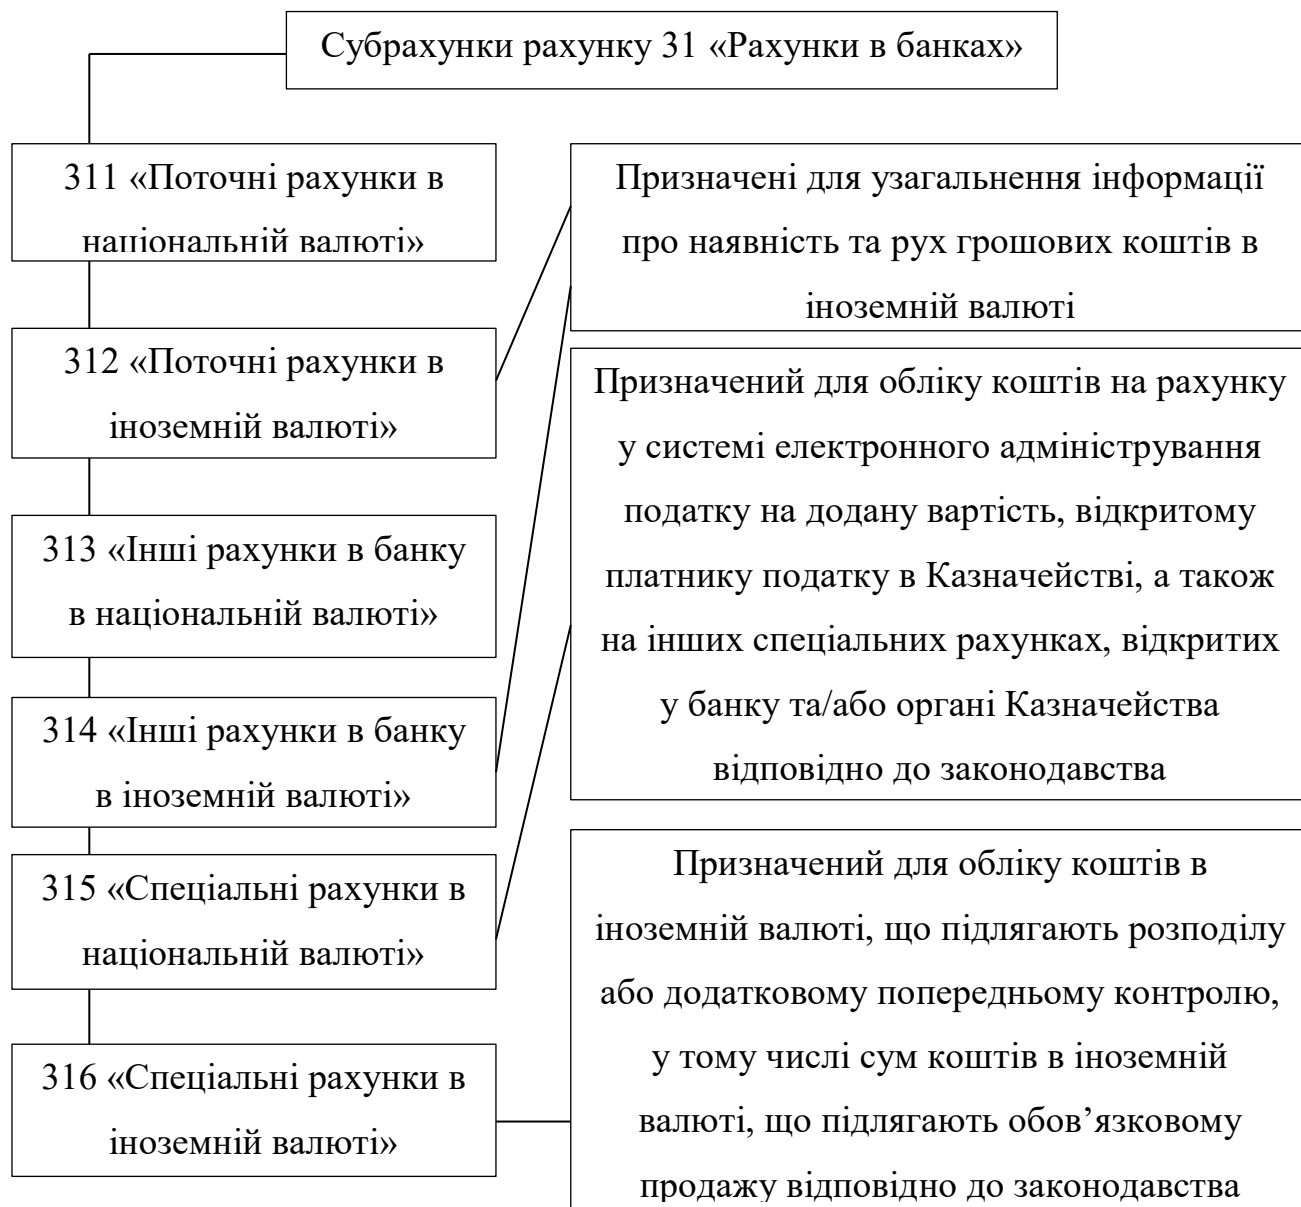 Субрахунки рахунку 31 «Рахунки в банках»
311 «Поточні рахунки в
національній валюті»
312 «Поточні рахунки в
іноземній валюті»
313 «Інші рахунки в банку
в національній валюті»
314 «Інші рахунки в банку
в іноземній валюті»
315 «Спеціальні рахунки в
національній валюті»
316 «Спеціальні рахунки в
іноземній валюті»
Призначені для узагальнення інформації
про наявність та рух грошових коштів в
іноземній валюті
Призначений для обліку коштів на рахунку
у системі електронного адміністрування
податку на додану вартість, відкритому
платнику податку в Казначействі, а також
на інших спеціальних рахунках, відкритих
у банку та/або органі Казначейства
відповідно до законодавства
Призначений для обліку коштів в
іноземній валюті, що підлягають розподілу
або додатковому попередньому контролю,
у тому числі сум коштів в іноземній
валюті, що підлягають обов’язковому
продажу відповідно до законодавства